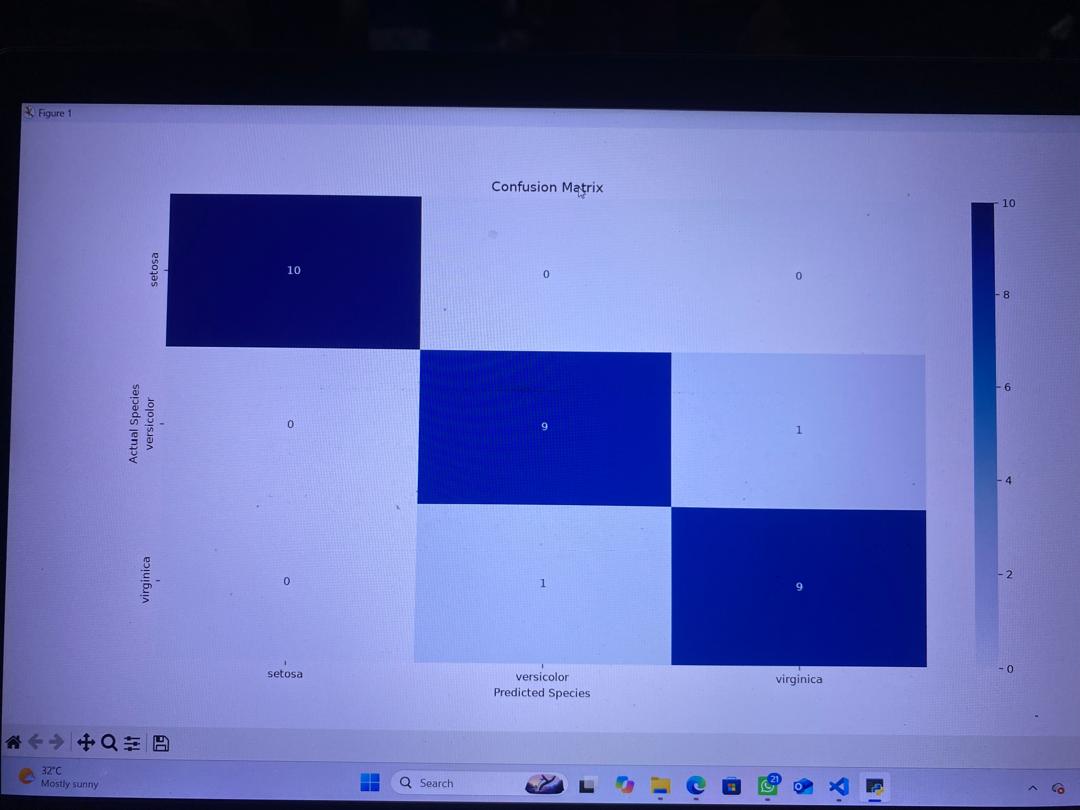 Figure 1
Confusion Matrix
setosa
10
0
0
Actual Species
versicolor
0
9
1
virginica
0
1
9
setosa
versicolor
virginica
Predicted Species
10
8
6
4
2
0
32°C
Mostly sunny
Search
21